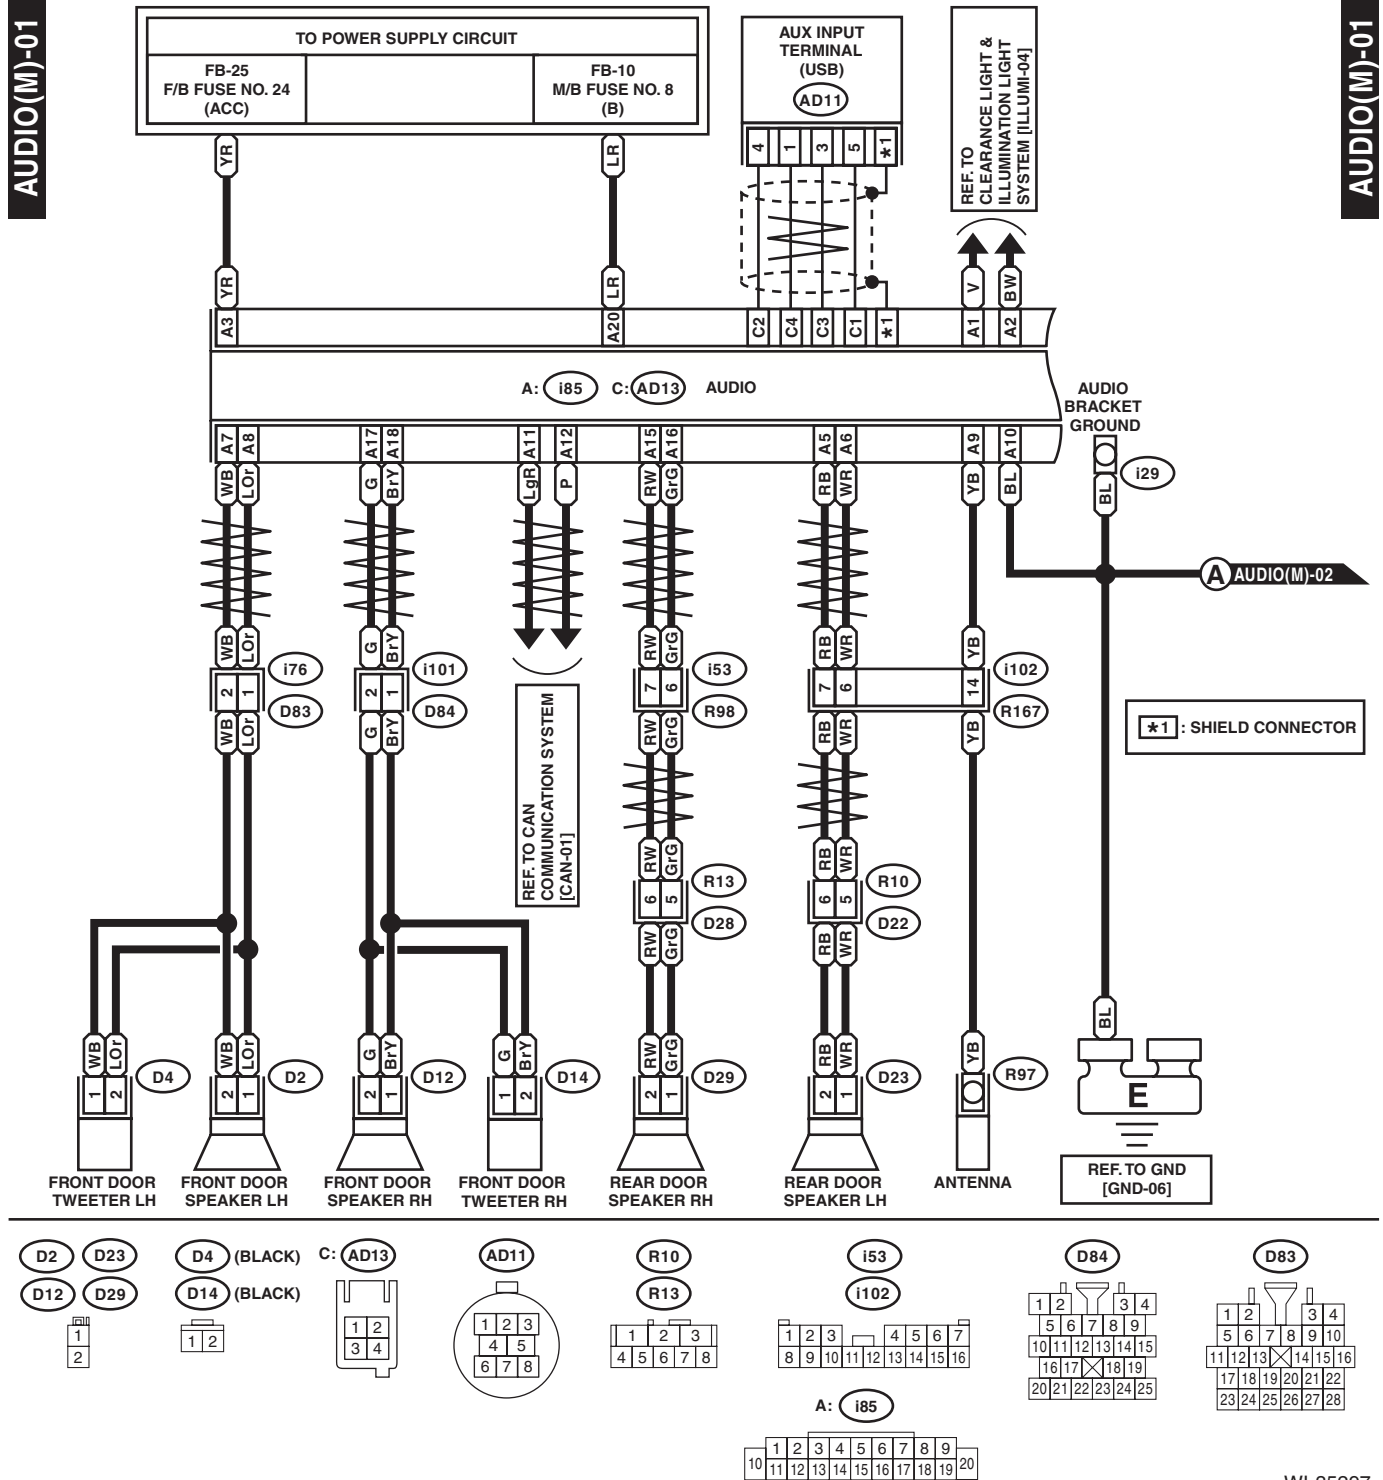 AUDIO(M)-01
AUDIO(M)-01
TO POWER SUPPLY CIRCUIT
FB-25
F/B FUSE NO. 24
(ACC)
FB-10
M/B FUSE NO. 8
(B)
AUX INPUT
TERMINAL
(USB)
AD11
REF. TO
CLEARANCE LIGHT &
ILLUMINATION LIGHT
SYSTEM [ILLUMI-04]
4 1 3 5 *1
YR LR
YR LR V BW
A3 A20 C2 C4 C3 C1 *1 A1 A2
A: i85 C: AD13 AUDIO
AUDIO
BRACKET
GROUND
i29
BL
A7 A8 A17 A18 A11 A12 A15 A16 A5 A6 A9 A10
WB LOr G BrY LgR P RW GrG RB WR YB BL
A AUDIO(M)-02
WB LOr G BrY RW GrG RB WR YB
2 1 i76 2 1 i101 7 6 i53 7 6 14 i102
D83 D84 R98 R167
WB LOr G BrY RW GrG RB WR YB
*1 : SHIELD CONNECTOR
REF. TO CAN
COMMUNICATION SYSTEM
[CAN-01]
RW GrG RB WR
6 5 R13 6 5 R10
D28 D22
RW GrG RB WR
BL
WB LOr WB LOr G BrY G BrY RW GrG RB WR YB
1 2 D4 2 1 D2 2 1 D12 1 2 D14 2 1 D29 2 1 D23 R97
E
FRONT DOOR
TWEETER LH
FRONT DOOR
SPEAKER LH
FRONT DOOR
SPEAKER RH
FRONT DOOR
TWEETER RH
REAR DOOR
SPEAKER RH
REAR DOOR
SPEAKER LH
ANTENNA
REF. TO GND
[GND-06]
D2 D23
D12 D29
1
2
D4 (BLACK)
D14 (BLACK)
1 2
C: AD13
1 2
3 4
AD11
1 2 3
4 5
6 7 8
R10
R13
1 2 3
4 5 6 7 8
i53
i102
1 2 3 4 5 6 7
8 9 10 11 12 13 14 15 16
A: i85
1 2 3 4 5 6 7 8 9
10 11 12 13 14 15 16 17 18 19 20
D84
1 2 3 4
5 6 7 8 9
10 11 12 13 14 15
16 17 18 19
20 21 22 23 24 25
D83
1 2 3 4
5 6 7 8 9 10
11 12 13 14 15 16
17 18 19 20 21 22
23 24 25 26 27 28